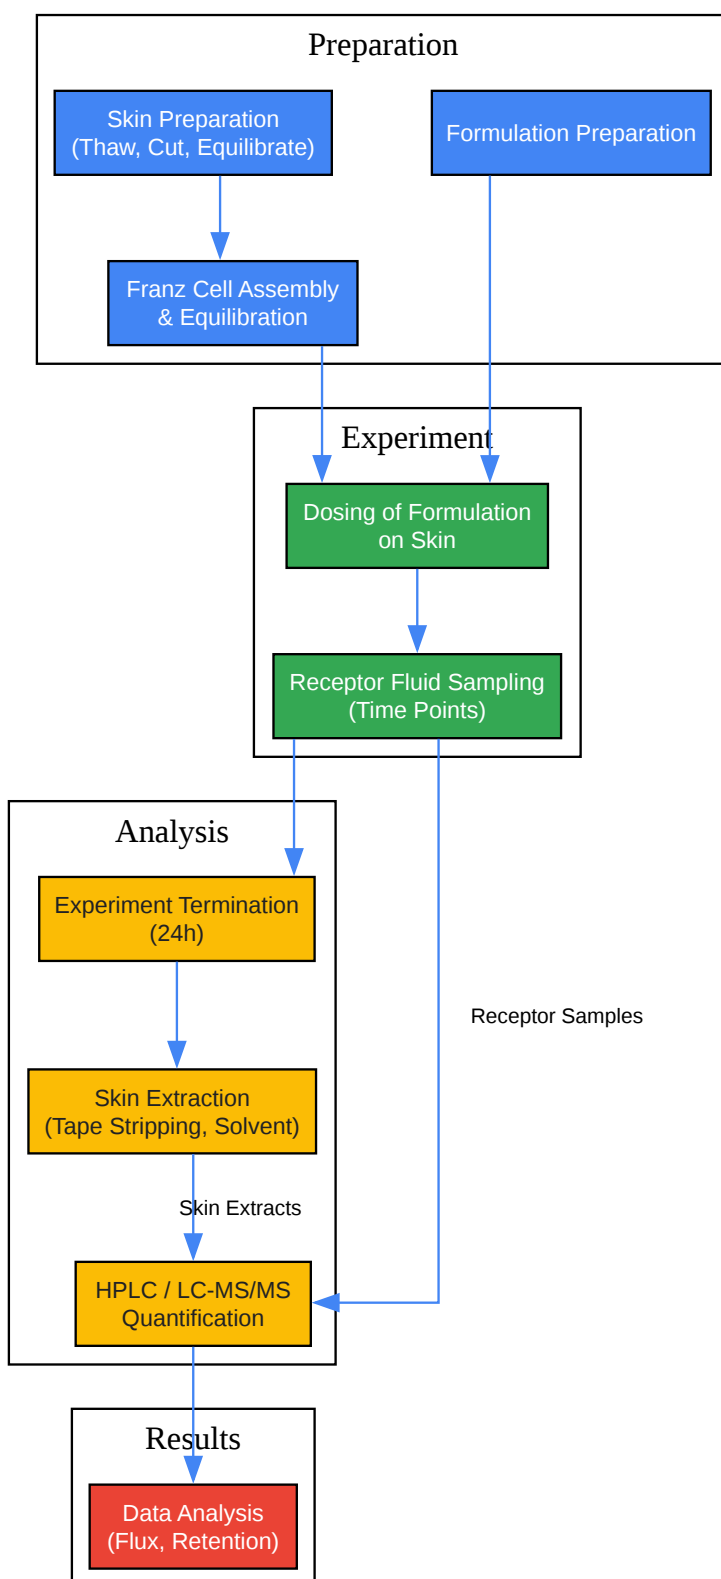 Preparation
Skin Preparation
(Thaw, Cut, Equilibrate)
Formulation Preparation
Franz Cell Assembly
& Equilibration
Experiment
Dosing of Formulation
on Skin
Receptor Fluid Sampling
(Time Points)
Analysis
Experiment Termination
(24h)
Receptor Samples
Skin Extraction
(Tape Stripping, Solvent)
Skin Extracts
HPLC / LC-MS/MS
Quantification
Results
Data Analysis
(Flux, Retention)